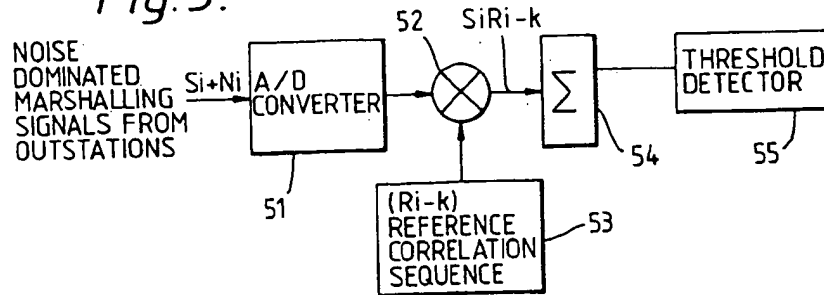 Fig. 5.
52
SiRi-k
NOISE
DOMINATED
MARSHALLING
SIGNALS FROM
OUTSTATIONS
Si+Ni
A/D
CONVERTER
Σ
THRESHOLD
DETECTOR
51
54
55
(Ri-k)
REFERENCE
CORRELATION
SEQUENCE
53